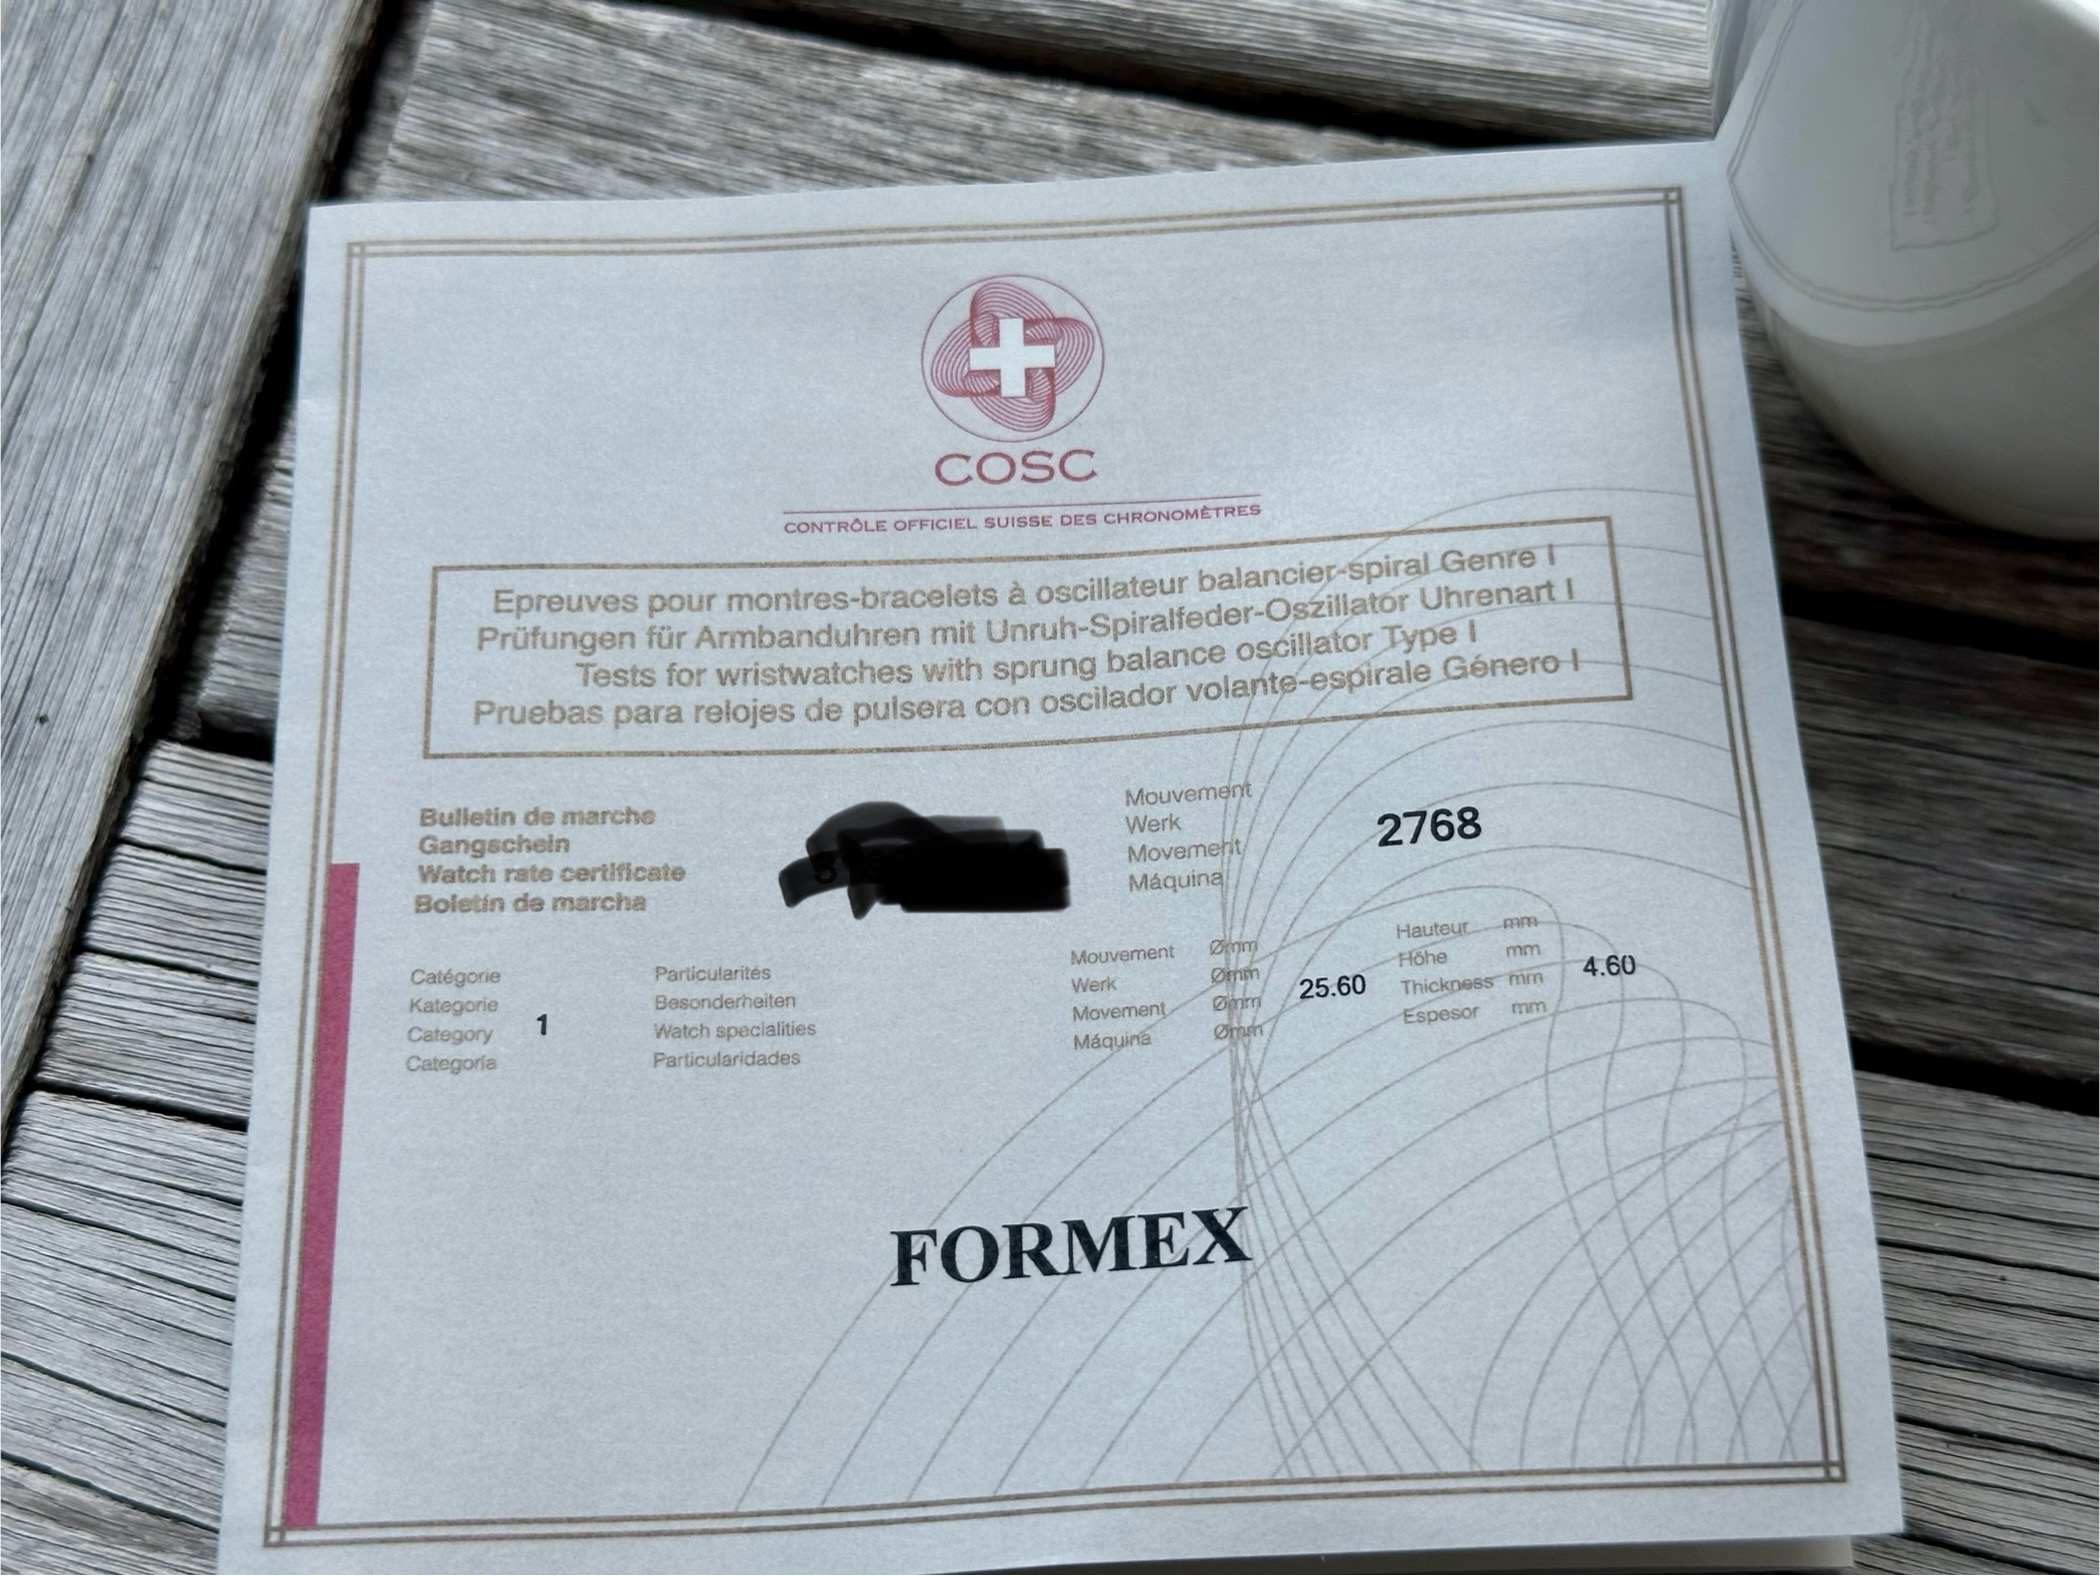 COSC
CONTRÔLE OFFICIEL SUISSE DES CHRONOMÈTRES
Epreuves pour montres-bracelets à oscillateur balancier-spiral Genre I
Prüfungen für Armbanduhren mit Unruh-Spiralfeder-Oszillator Uhrenart I
Tests for wristwatches with sprung balance oscillator Type I
Pruebas para relojes de pulsera con oscilador volante-espirale Género I
Bulletin de marche
Gangschein
Watch rate certificate
Boletín de marcha
Mouvement
Werk
Movement
Máquina
2768
Catégorie
Kategorie
Category
Categoría
1
Particularités
Besonderheiten
Watch specialities
Particularidades
Mouvement Ømm
Werk Ømm
Movement Ømm
Máquina Ømm
25.60
Hauteur mm
Höhe mm
Thickness mm
Espesor mm
4.60
FORMEX